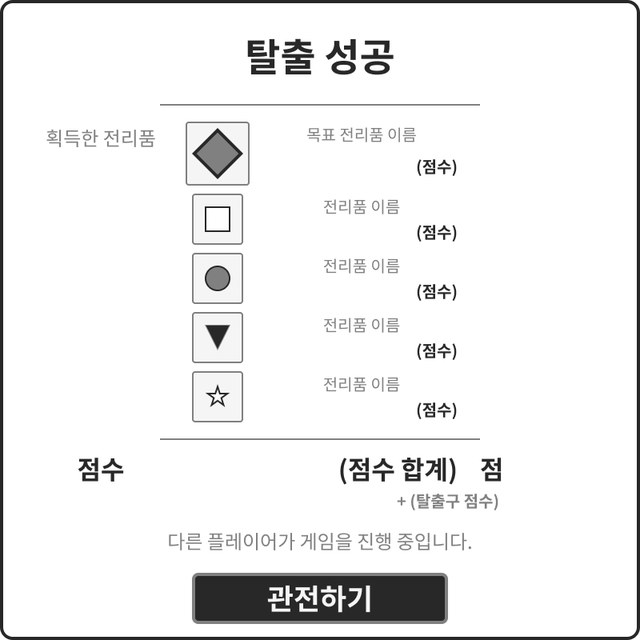 탈출 성공
획득한 전리품
목표 전리품 이름
(점수)
전리품 이름
(점수)
전리품 이름
(점수)
전리품 이름
(점수)
전리품 이름
(점수)
점수 (점수 합계) 점
+ (탈출구 점수)
다른 플레이어가 게임을 진행 중입니다.
관전하기